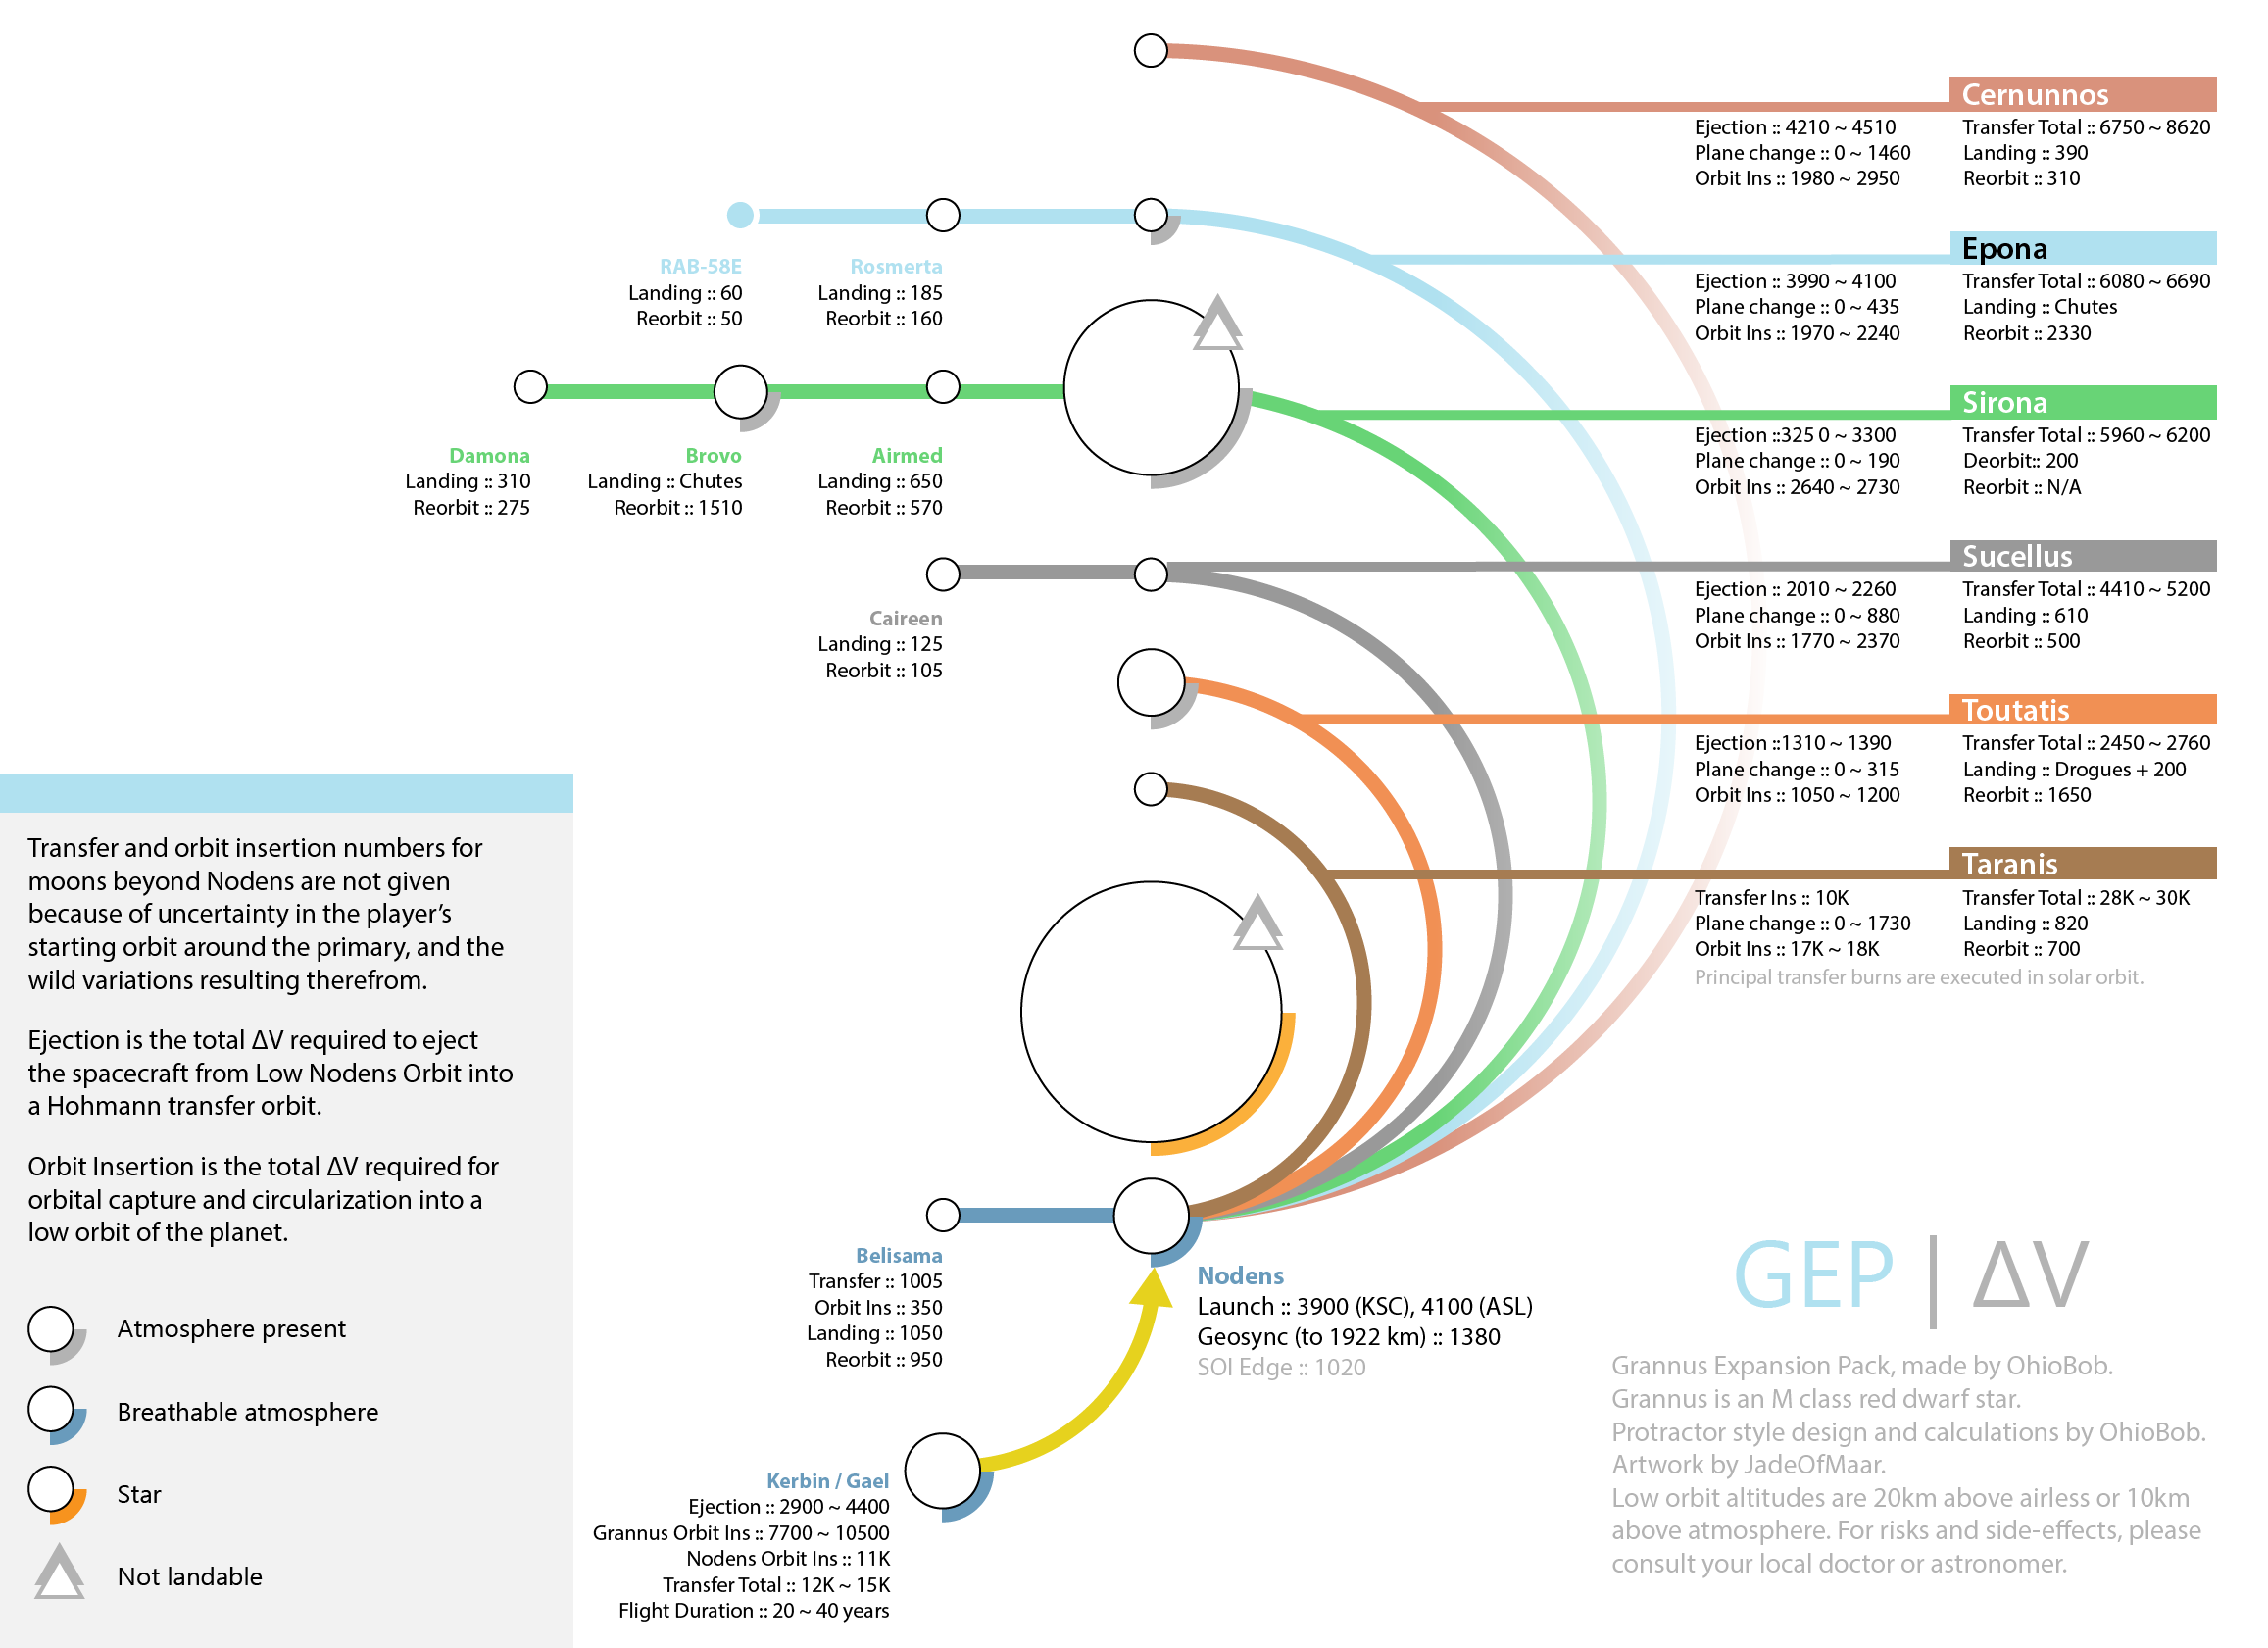 Cernunnos
Ejection :: 4210 ~ 4510
Plane change :: 0 ~ 1460
Orbit Ins :: 1980 ~ 2950
Transfer Total :: 6750 ~ 8620
Landing :: 390
Reorbit :: 310
RAB-58E
Landing :: 60
Reorbit :: 50
Rosmerta
Landing :: 185
Reorbit :: 160
Epona
Ejection :: 3990 ~ 4100
Plane change :: 0 ~ 435
Orbit Ins :: 1970 ~ 2240
Transfer Total :: 6080 ~ 6690
Landing :: Chutes
Reorbit :: 2330
Damona
Landing :: 310
Reorbit :: 275
Brovo
Landing :: Chutes
Reorbit :: 1510
Airmed
Landing :: 650
Reorbit :: 570
Sirona
Ejection ::325 0 ~ 3300
Plane change :: 0 ~ 190
Orbit Ins :: 2640 ~ 2730
Transfer Total :: 5960 ~ 6200
Deorbit:: 200
Reorbit :: N/A
Caireen
Landing :: 125
Reorbit :: 105
Sucellus
Ejection :: 2010 ~ 2260
Plane change :: 0 ~ 880
Orbit Ins :: 1770 ~ 2370
Transfer Total :: 4410 ~ 5200
Landing :: 610
Reorbit :: 500
Toutatis
Ejection ::1310 ~ 1390
Plane change :: 0 ~ 315
Orbit Ins :: 1050 ~ 1200
Transfer Total :: 2450 ~ 2760
Landing :: Drogues + 200
Reorbit :: 1650
Taranis
Transfer Ins :: 10K
Plane change :: 0 ~ 1730
Orbit Ins :: 17K ~ 18K
Transfer Total :: 28K ~ 30K
Landing :: 820
Reorbit :: 700
Principal transfer burns are executed in solar orbit.
Transfer and orbit insertion numbers for
moons beyond Nodens are not given
because of uncertainty in the player's
starting orbit around the primary, and the
wild variations resulting therefrom.
Ejection is the total ΔV required to eject
the spacecraft from Low Nodens Orbit into
a Hohmann transfer orbit.
Orbit Insertion is the total ΔV required for
orbital capture and circularization into a
low orbit of the planet.
Atmosphere present
Breathable atmosphere
Star
Not landable
Belisama
Transfer :: 1005
Orbit Ins :: 350
Landing :: 1050
Reorbit :: 950
Nodens
Launch :: 3900 (KSC), 4100 (ASL)
Geosync (to 1922 km) :: 1380
SOI Edge :: 1020
Kerbin / Gael
Ejection :: 2900 ~ 4400
Grannus Orbit Ins :: 7700 ~ 10500
Nodens Orbit Ins :: 11K
Transfer Total :: 12K ~ 15K
Flight Duration :: 20 ~ 40 years
GEP | ΔV
Grannus Expansion Pack, made by OhioBob.
Grannus is an M class red dwarf star.
Protractor style design and calculations by OhioBob.
Artwork by JadeOfMaar.
Low orbit altitudes are 20km above airless or 10km
above atmosphere. For risks and side-effects, please
consult your local doctor or astronomer.